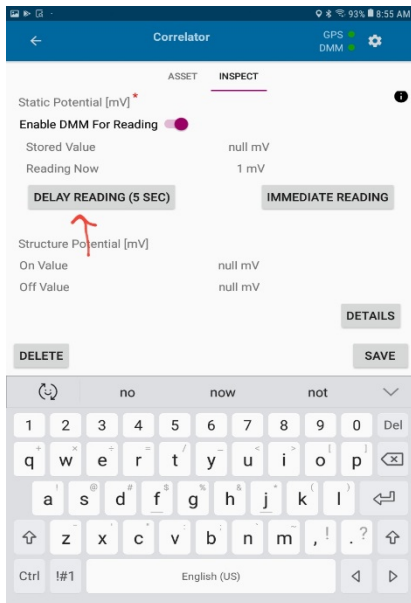 93% 8:55 AM
Correlator
GPS
DMM
ASSET INSPECT
Static Potential [mV]*
Enable DMM For Reading
Stored Value null mV
Reading Now 1 mV
DELAY READING (5 SEC) IMMEDIATE READING
Structure Potential [mV]
On Value null mV
Off Value null mV
DETAILS
DELETE SAVE
no now not
1 2 3 4 5 6 7 8 9 0 Del
q w e r t y u i o p
a s d f g h j k l
z x c v b n m , ! . ?
Ctrl !#1 English (US)